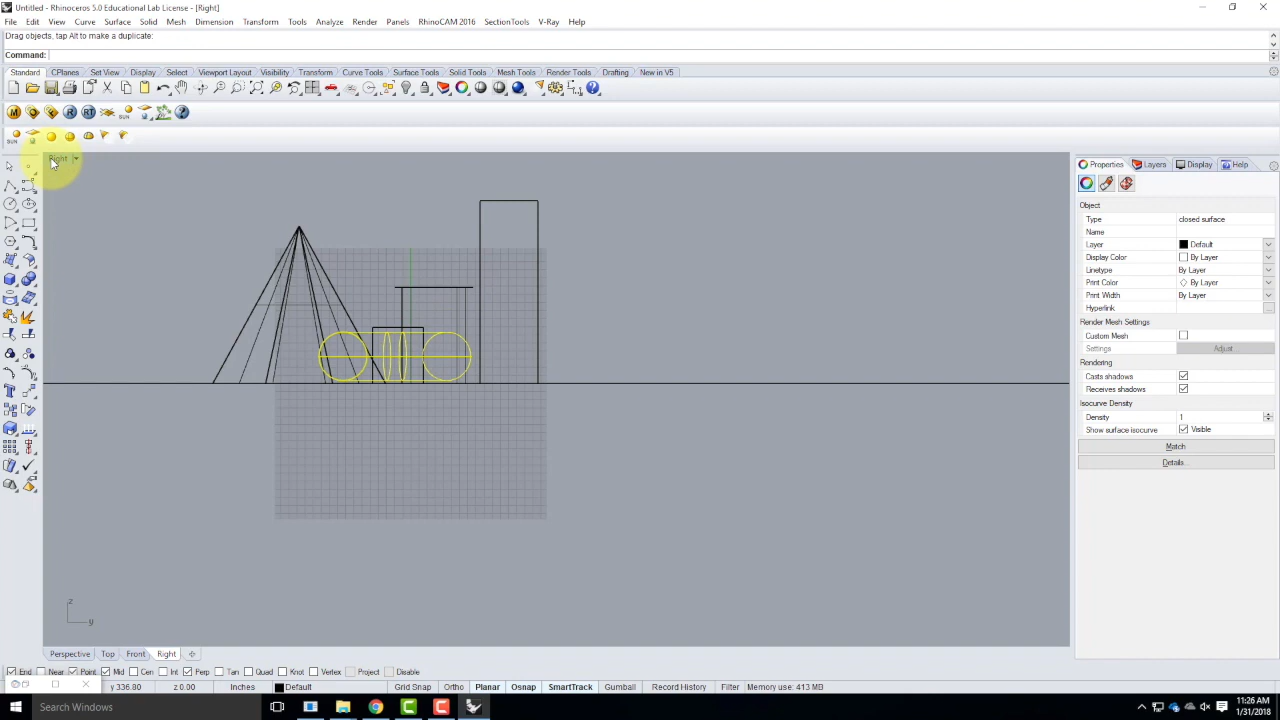 Untitled - Rhinoceros 5.0 Educational Lab License - [Right]
File Edit View Curve Surface Solid Mesh Dimension Transform Tools Analyze Render Panels RhinoCAM 2016 SectionTools V-Ray Help
Drag objects, tap Alt to make a duplicate:
Command:
Standard CPlanes Set View Display Select Viewport Layout Visibility Transform Curve Tools Surface Tools Solid Tools Mesh Tools Render Tools Drafting New in V5
M R RT SUN
SUN
Right
Properties Layers Display Help
Object
Type closed surface
Name
Layer Default
Display Color By Layer
Linetype By Layer
Print Color By Layer
Print Width By Layer
Hyperlink ...
Render Mesh Settings
Custom Mesh
Settings Adjust...
Rendering
Casts shadows
Receives shadows
Isocurve Density
Density 1
Show surface isocurve Visible
Match
Details...
z
y
Perspective Top Front Right
End Near Point Mid Cen Int Perp Tan Quad Knot Vertex Project Disable
y 336.80 z 0.00 Inches Default Grid Snap Ortho Planar Osnap SmartTrack Gumball Record History Filter Memory use: 413 MB
Search Windows
11:26 AM
1/31/2018